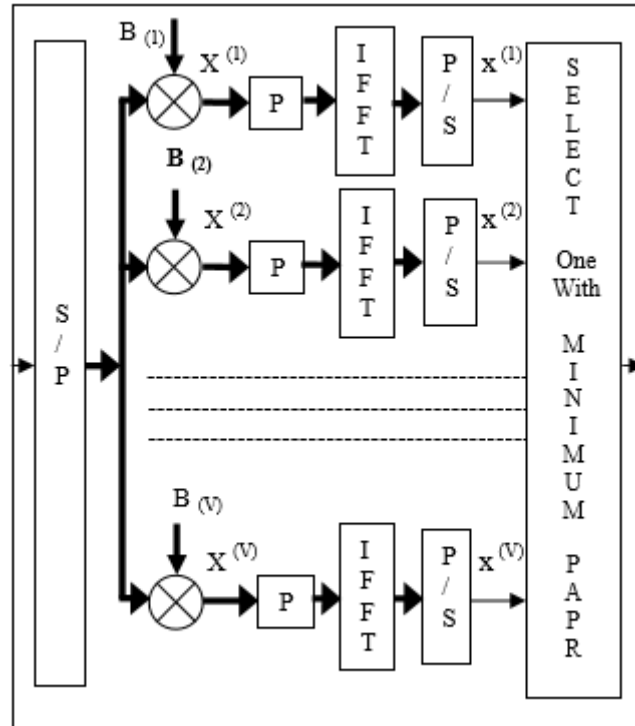 B (1)
X (1)
P
IFFT
P/S
x (1)
B (2)
X (2)
P
IFFT
P/S
x (2)
S/P
B (V)
X (V)
P
IFFT
P/S
x (V)
SELECT
One
With
MINIMUM
PAPR